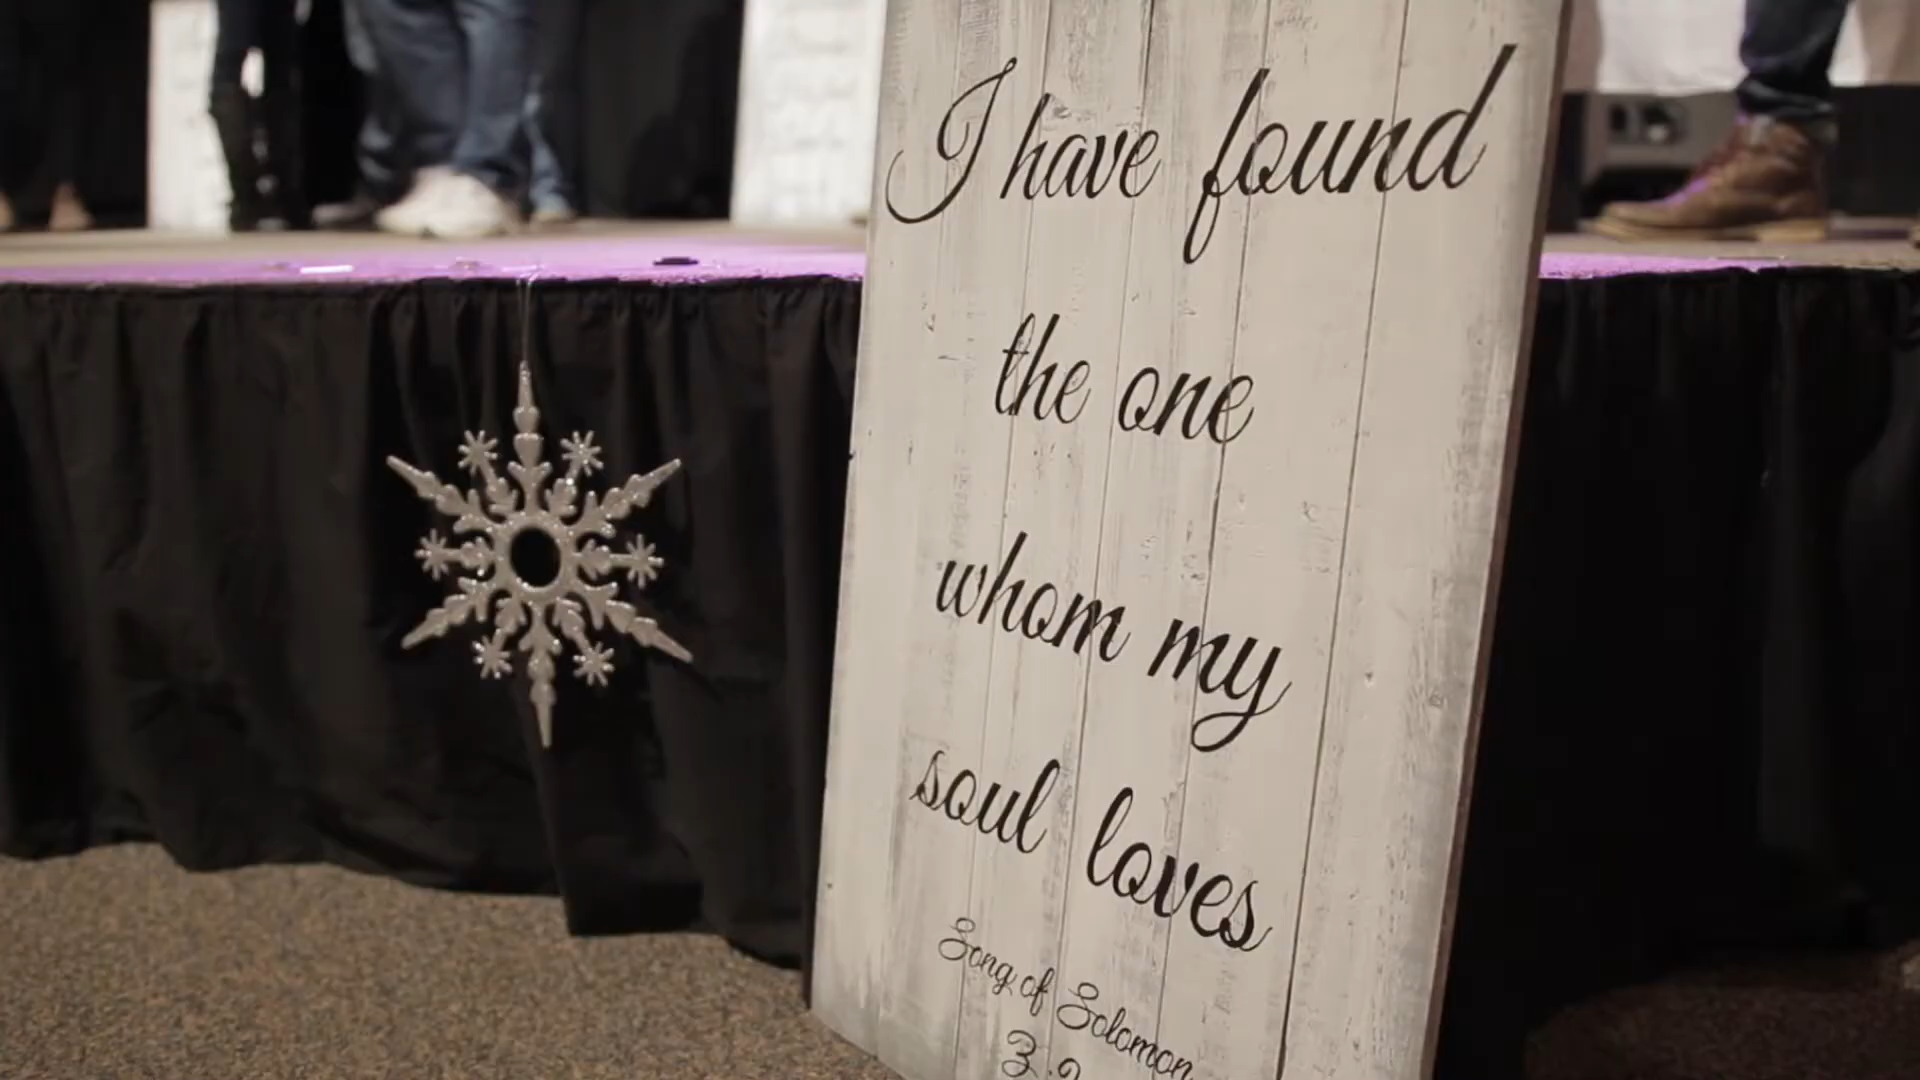 I have found
the one
whom my
soul loves
Song of Solomon